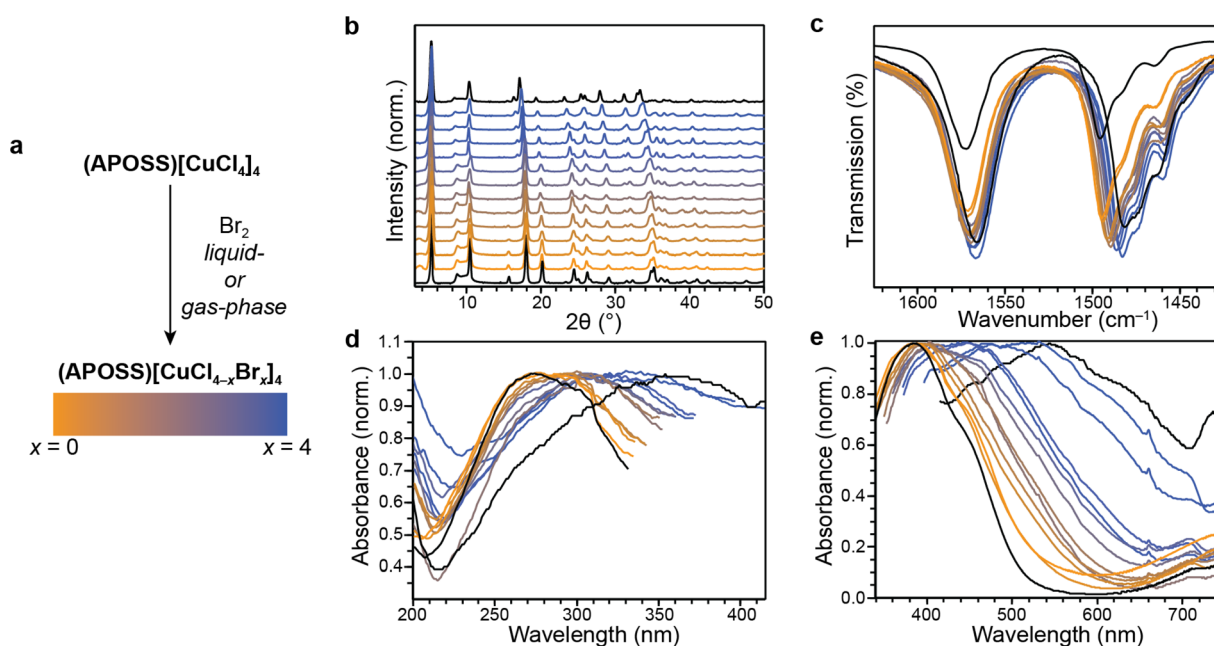 a
(APOSS)[CuCl₄]₄
Br₂
liquid-
or
gas-phase
(APOSS)[CuCl₄₋ₓBrₓ]₄
x = 0 x = 4
b
Intensity (norm.)
10 20 30 40 50
2θ (°)
c
Transmission (%)
1600 1550 1500 1450
Wavenumber (cm⁻¹)
d
Absorbance (norm.)
1.1
1.0
0.9
0.8
0.7
0.6
0.5
0.4
200 250 300 350 400
Wavelength (nm)
e
Absorbance (norm.)
1.0
0.8
0.6
0.4
0.2
0.0
400 500 600 700
Wavelength (nm)